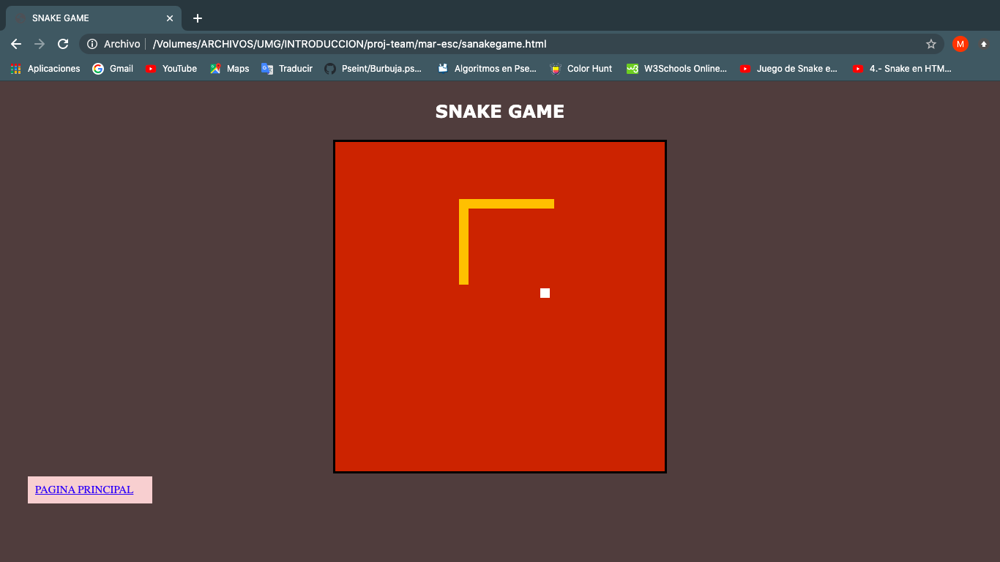 SNAKE GAME
Archivo /Volumes/ARCHIVOS/UMG/INTRODUCCION/proj-team/mar-esc/sanakegame.html M
Aplicaciones Gmail YouTube Maps Traducir Pseint/Burbuja.ps... Algoritmos en Pse... Color Hunt W3Schools Online... Juego de Snake e... 4.- Snake en HTM...
SNAKE GAME
PAGINA PRINCIPAL